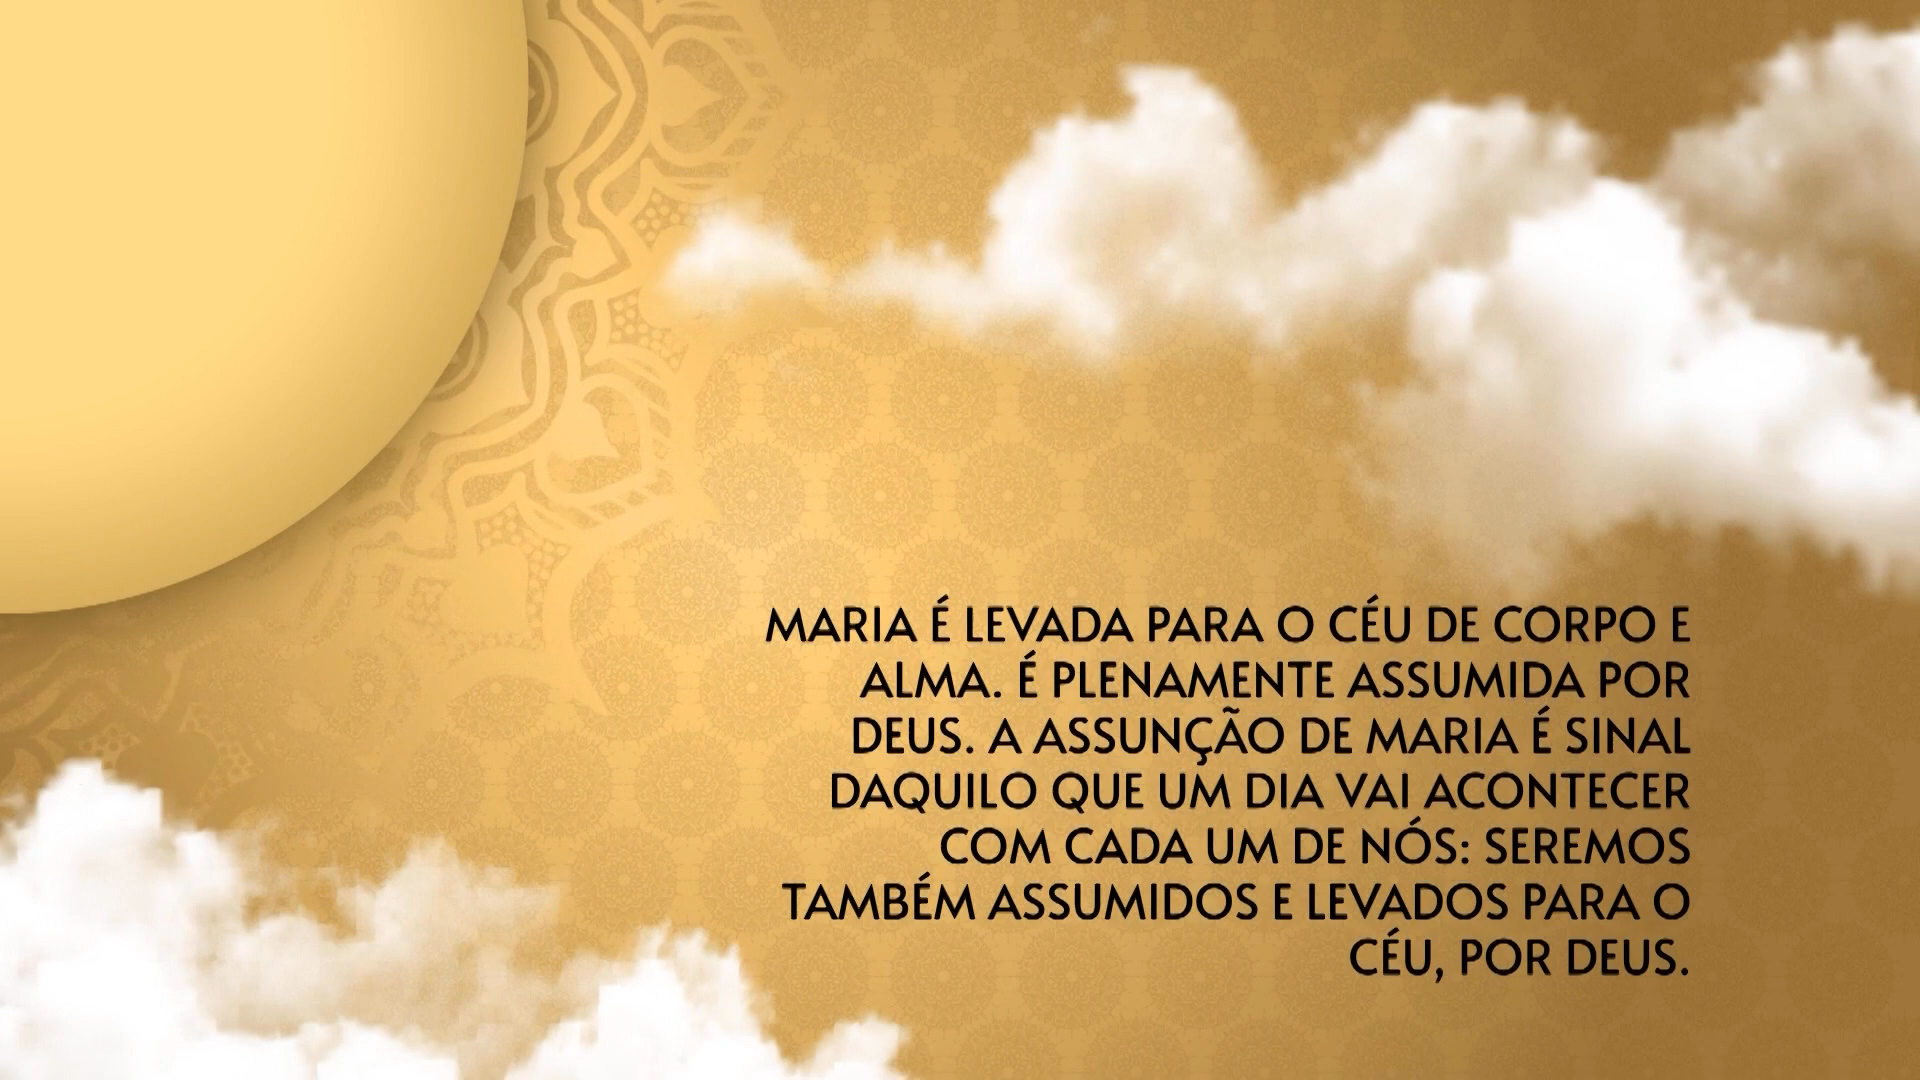 MARIA É LEVADA PARA O CÉU DE CORPO E
ALMA. É PLENAMENTE ASSUMIDA POR
DEUS. A ASSUNÇÃO DE MARIA É SINAL
DAQUILO QUE UM DIA VAI ACONTECER
COM CADA UM DE NÓS: SEREMOS
TAMBÉM ASSUMIDOS E LEVADOS PARA O
CÉU, POR DEUS.